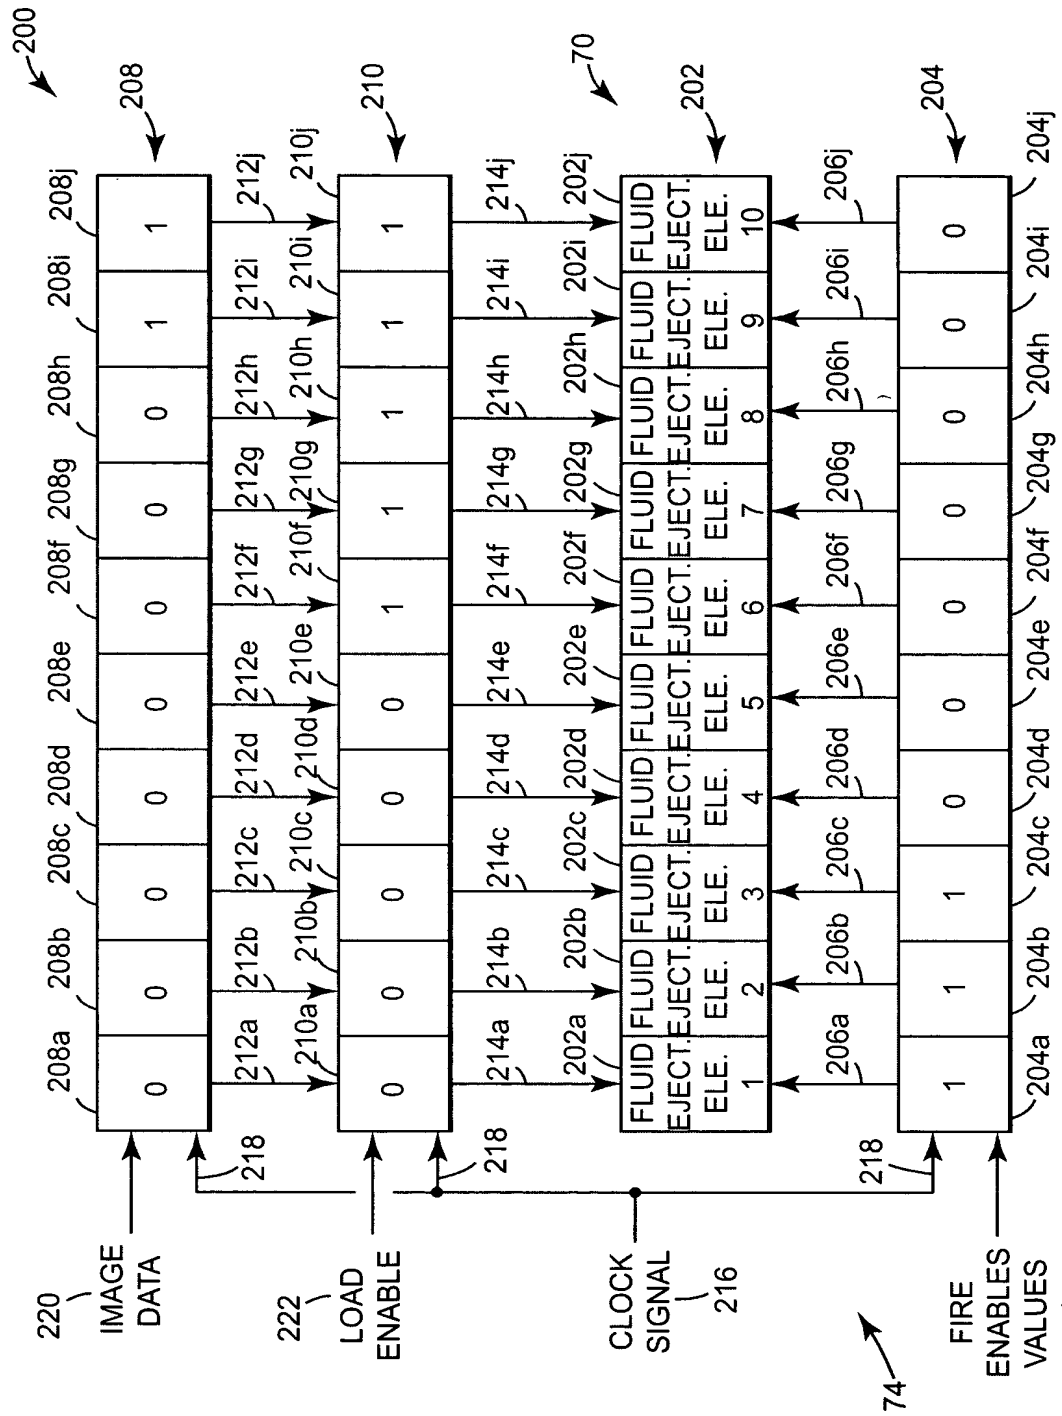 200
208
208a 208b 208c 208d 208e 208f 208g 208h 208i 208j
220 IMAGE DATA
0 0 0 0 0 0 0 0 1 1
218
212a 212b 212c 212d 212e 212f 212g 212h 212i 212j
210
210a 210b 210c 210d 210e 210f 210g 210h 210i 210j
222 LOAD ENABLE
0 0 0 0 0 1 1 1 1 1
218
214a 214b 214c 214d 214e 214f 214g 214h 214i 214j
70
202
202a 202b 202c 202d 202e 202f 202g 202h 202i 202j
CLOCK SIGNAL 216
FLUID FLUID FLUID FLUID FLUID FLUID FLUID FLUID FLUID FLUID
EJECT. EJECT. EJECT. EJECT. EJECT. EJECT. EJECT. EJECT. EJECT. EJECT.
ELE. ELE. ELE. ELE. ELE. ELE. ELE. ELE. ELE. ELE.
1 2 3 4 5 6 7 8 9 10
206a 206b 206c 206d 206e 206f 206g 206h 206i 206j
204
218
1 1 1 0 0 0 0 0 0 0
204a 204b 204c 204d 204e 204f 204g 204h 204i 204j
74
FIRE
ENABLES
VALUES